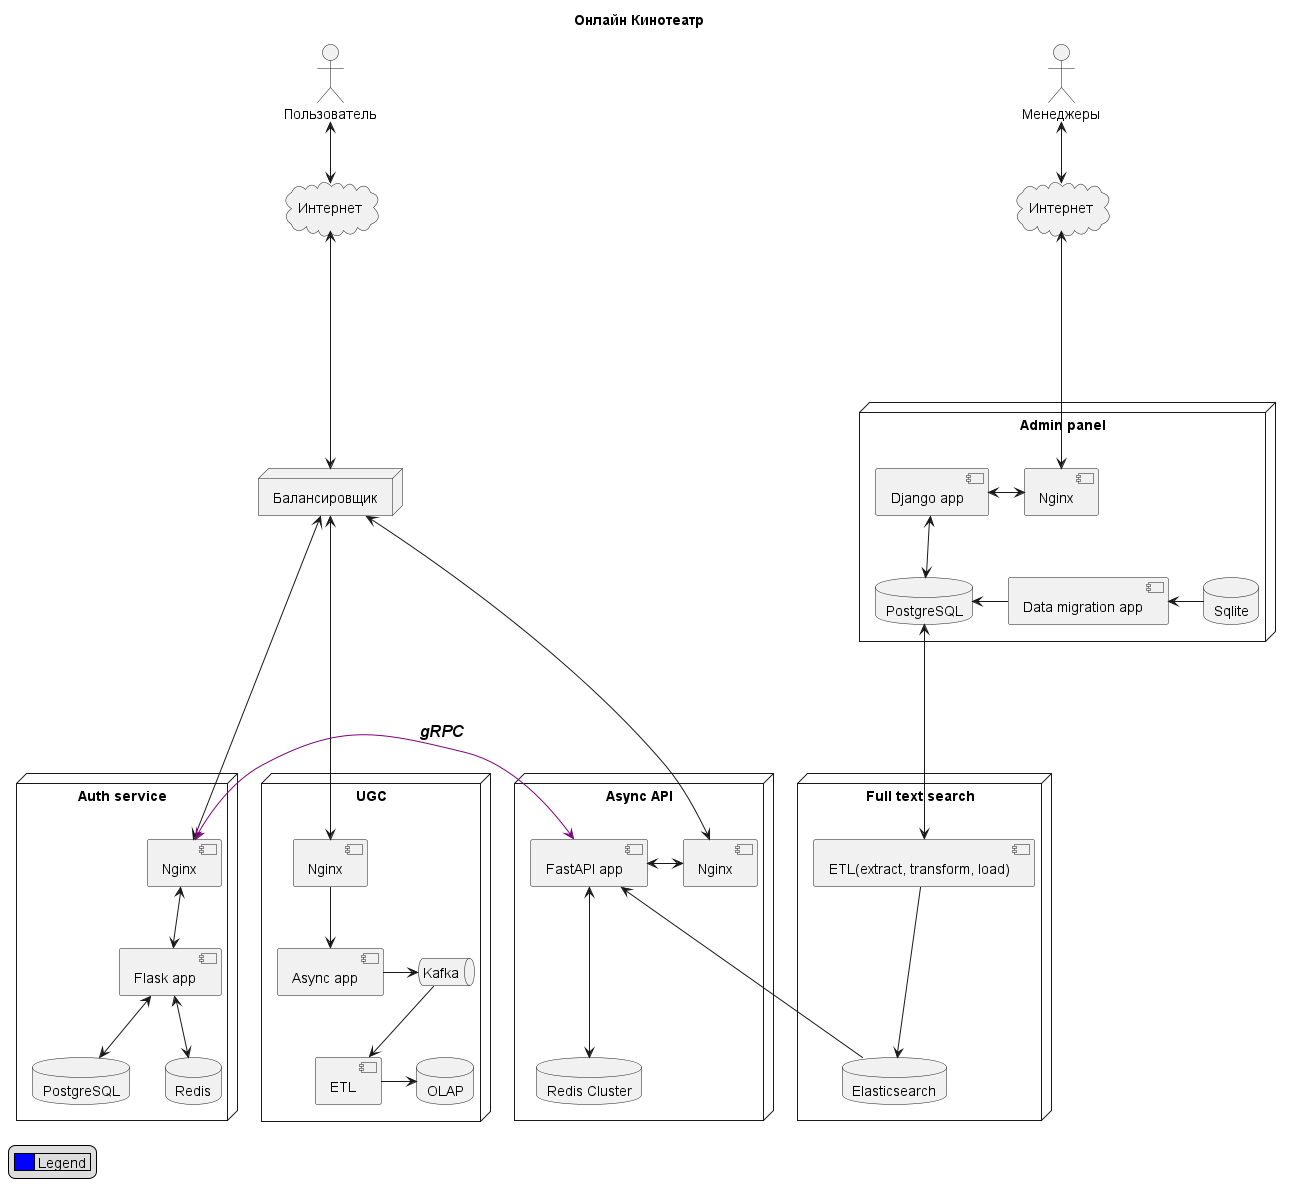 Онлайн Кинотеатр
Пользователь
Менеджеры
Интернет
Интернет
Admin panel
Балансировщик
Django app
Nginx
PostgreSQL
Data migration app
Sqlite
gRPC
Auth service
UGC
Async API
Full text search
Nginx
Nginx
FastAPI app
Nginx
ETL(extract, transform, load)
Flask app
Async app
Kafka
PostgreSQL
Redis
ETL
OLAP
Redis Cluster
Elasticsearch
Legend